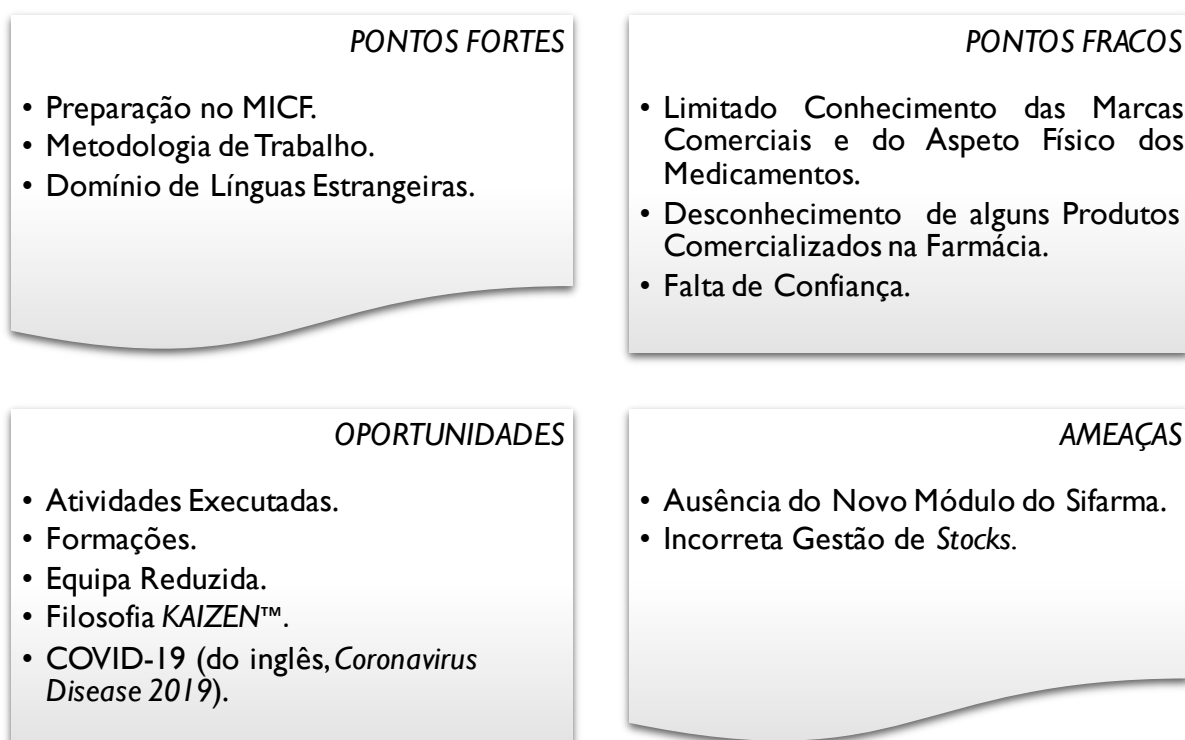 PONTOS FORTES
• Preparação no MICF.
• Metodologia de Trabalho.
• Domínio de Línguas Estrangeiras.
PONTOS FRACOS
• Limitado Conhecimento das Marcas
Comerciais e do Aspeto Físico dos
Medicamentos.
• Desconhecimento de alguns Produtos
Comercializados na Farmácia.
• Falta de Confiança.
OPORTUNIDADES
• Atividades Executadas.
• Formações.
• Equipa Reduzida.
• Filosofia KAIZEN™.
• COVID-19 (do inglês, Coronavirus
Disease 2019).
AMEAÇAS
• Ausência do Novo Módulo do Sifarma.
• Incorreta Gestão de Stocks.